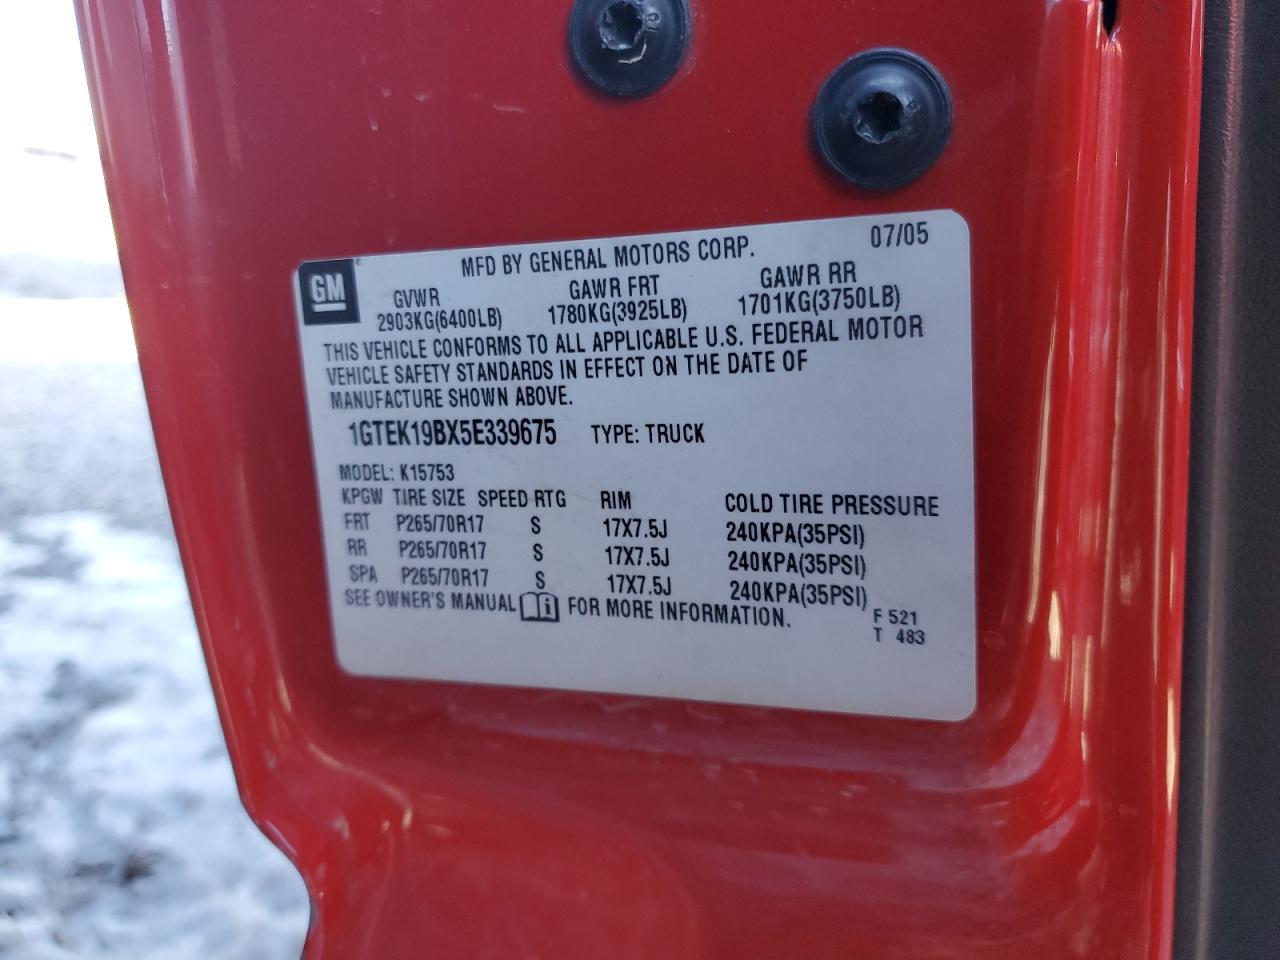 MFD BY GENERAL MOTORS CORP. 07/05
GM
GVWR GAWR FRT GAWR RR
2903KG(6400LB) 1780KG(3925LB) 1701KG(3750LB)
THIS VEHICLE CONFORMS TO ALL APPLICABLE U.S. FEDERAL MOTOR
VEHICLE SAFETY STANDARDS IN EFFECT ON THE DATE OF
MANUFACTURE SHOWN ABOVE.
1GTEK19BX5E339675 TYPE: TRUCK
MODEL: K15753
KPGW TIRE SIZE SPEED RTG RIM COLD TIRE PRESSURE
FRT P265/70R17 S 17X7.5J 240KPA(35PSI)
RR P265/70R17 S 17X7.5J 240KPA(35PSI)
SPA P265/70R17 S 17X7.5J 240KPA(35PSI)
SEE OWNER'S MANUAL FOR MORE INFORMATION.
F 521
T 483